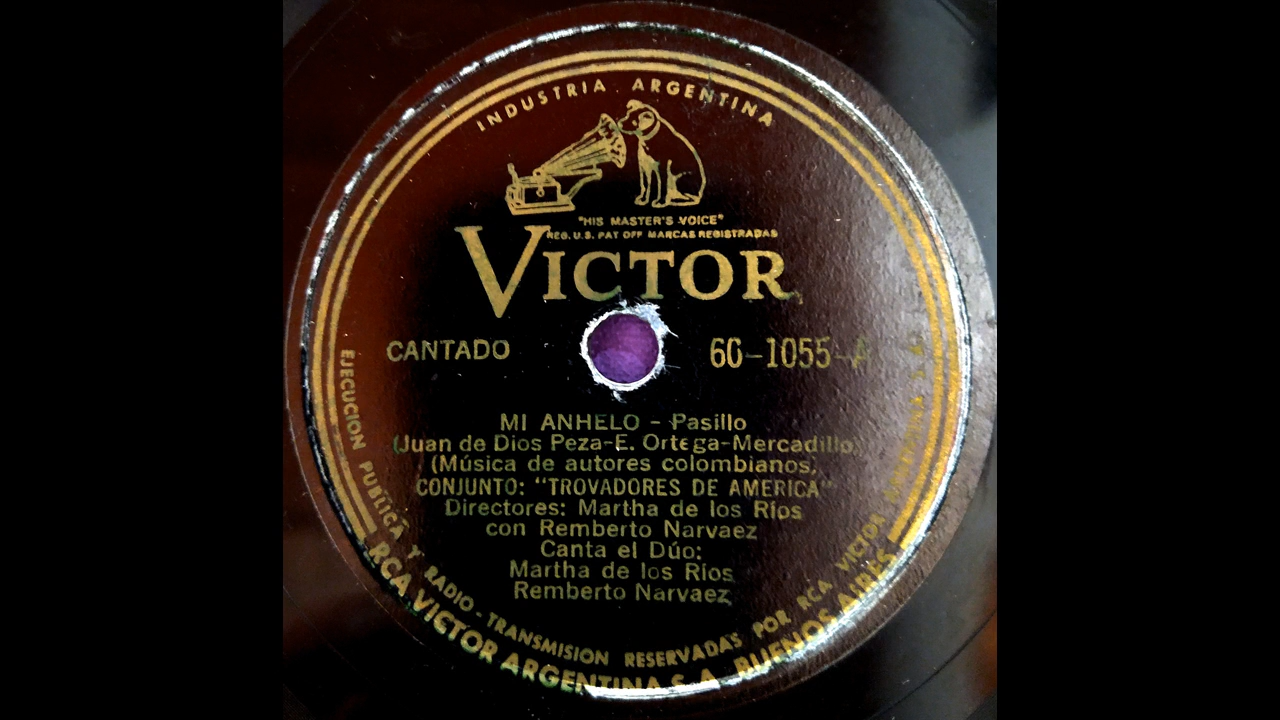 INDUSTRIA ARGENTINA
"HIS MASTER'S VOICE"
REG. U.S. PAT OFF MARCAS REGISTRADAS
VICTOR
CANTADO
60-1055-A
MI ANHELO - Pasillo
(Juan de Dios Peza-E. Ortega-Mercadillo)
(Música de autores colombianos)
CONJUNTO: "TROVADORES DE AMERICA"
Directores: Martha de los Ríos
con Remberto Narvaez
Canta el Dúo:
Martha de los Ríos
Remberto Narvaez
EJECUCION PUBLICA Y RADIO-TRANSMISION RESERVADAS POR RCA VICTOR ARGENTINA S.A.
RCA VICTOR ARGENTINA S.A. BUENOS AIRES